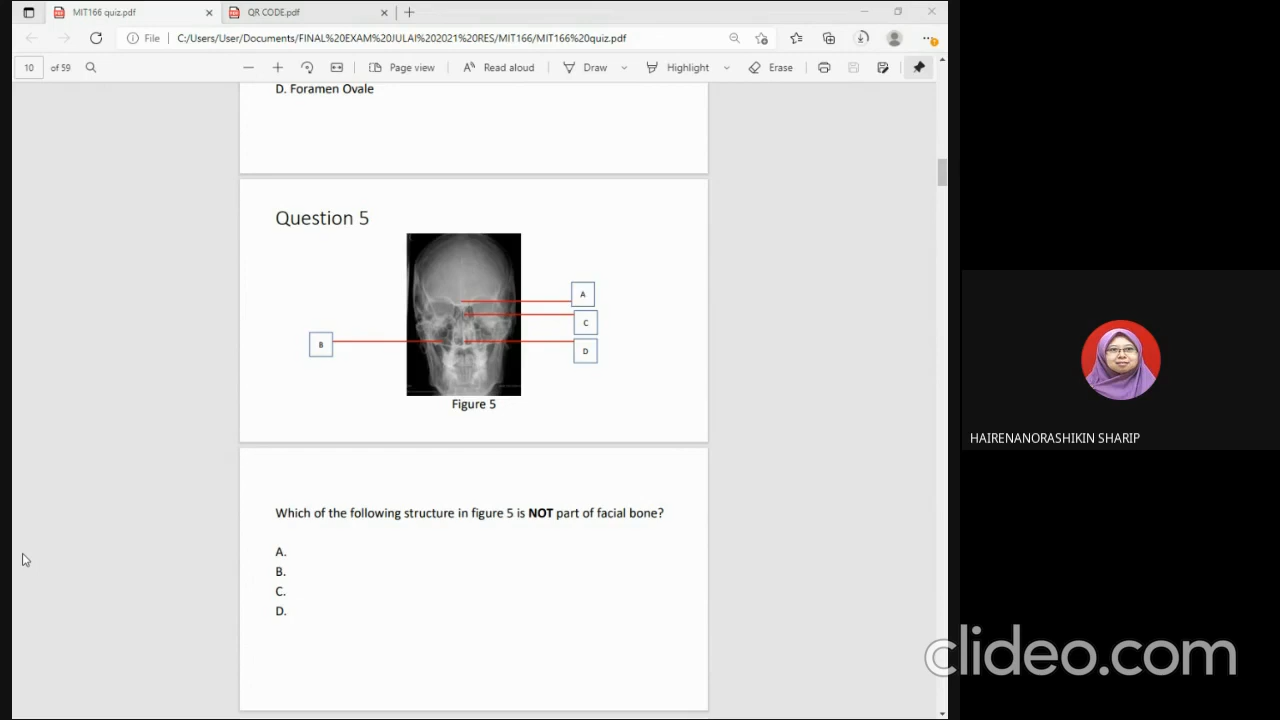 MIT166 quiz.pdf
QR CODE.pdf
File
C:/Users/User/Documents/FINAL%20EXAM%20JULAI%202021%20RES/MIT166/MIT166%20quiz.pdf
10 of 59
Page view
Read aloud
Draw
Highlight
Erase
D. Foramen Ovale
Question 5
A
C
B
D
Figure 5
Which of the following structure in figure 5 is NOT part of facial bone?
A.
B.
C.
D.
HAIRENANORASHIKIN SHARIP
clideo.com